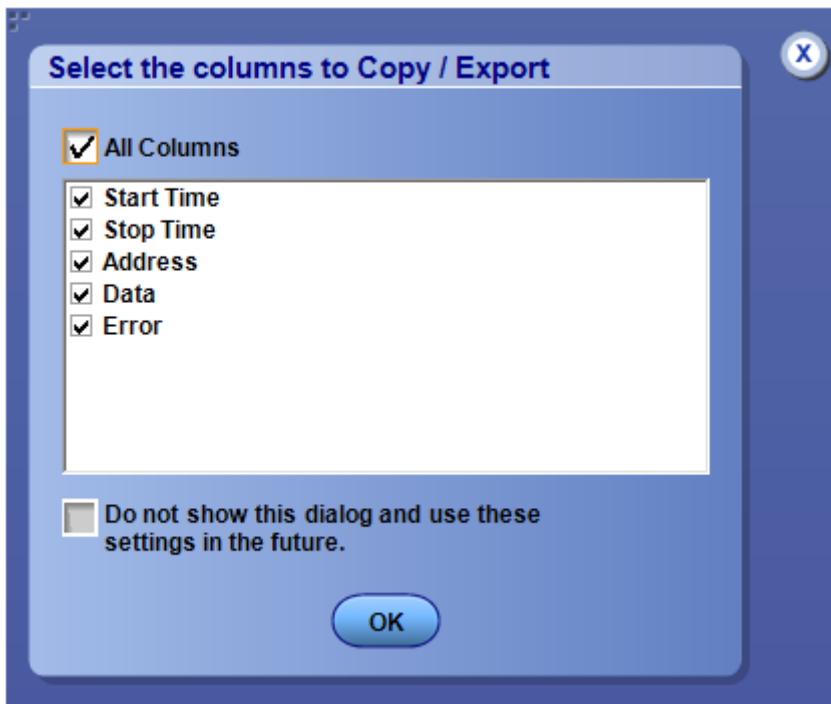 Select the columns to Copy / Export
X
All Columns
Start Time
Stop Time
Address
Data
Error
Do not show this dialog and use these
settings in the future.
OK